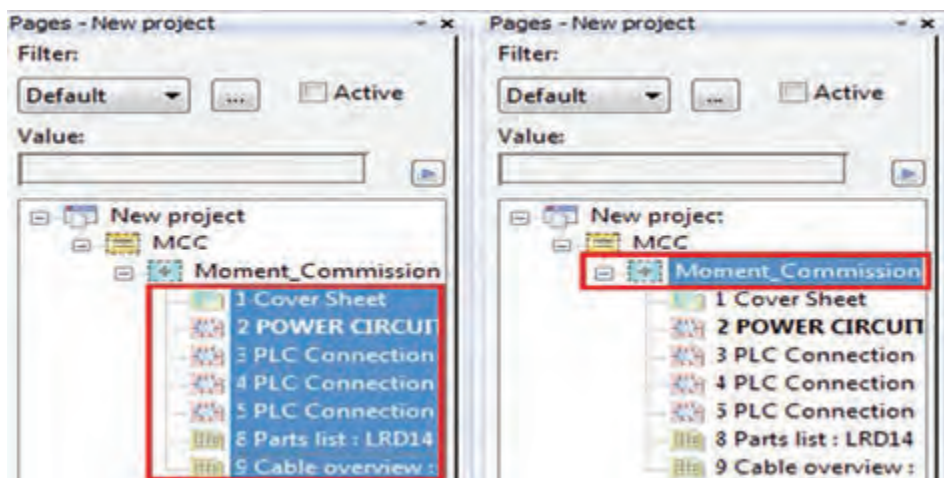 Pages - New project
Filter:
Default ... Active
Value:
New project
MCC
Moment_Commission
1 Cover Sheet
2 POWER CIRCUIT
3 PLC Connection
4 PLC Connection
5 PLC Connection
8 Parts list : LRD14
9 Cable overview :
Pages - New project
Filter:
Default ... Active
Value:
New project
MCC
Moment_Commission
1 Cover Sheet
2 POWER CIRCUIT
3 PLC Connection
4 PLC Connection
5 PLC Connection
8 Parts list : LRD14
9 Cable overview :